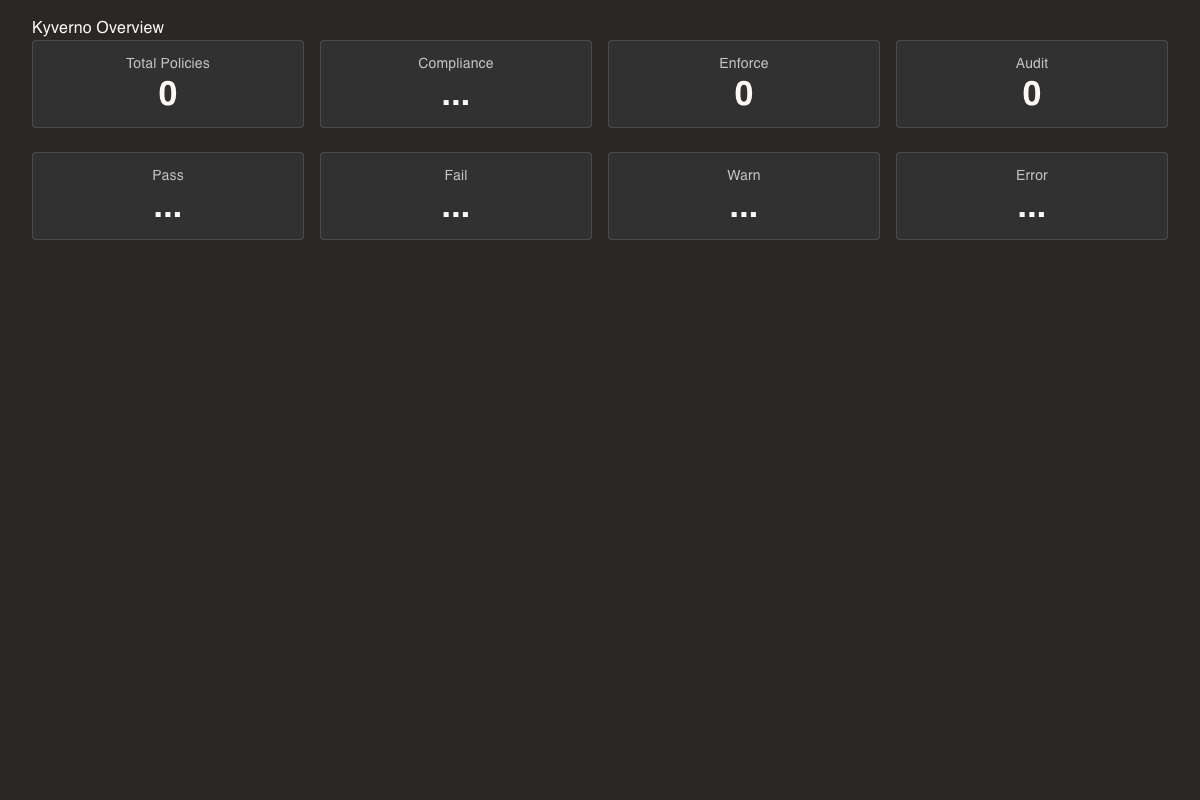 Kyverno Overview
Total Policies
0
Compliance
...
Enforce
0
Audit
0
Pass
...
Fail
...
Warn
...
Error
...